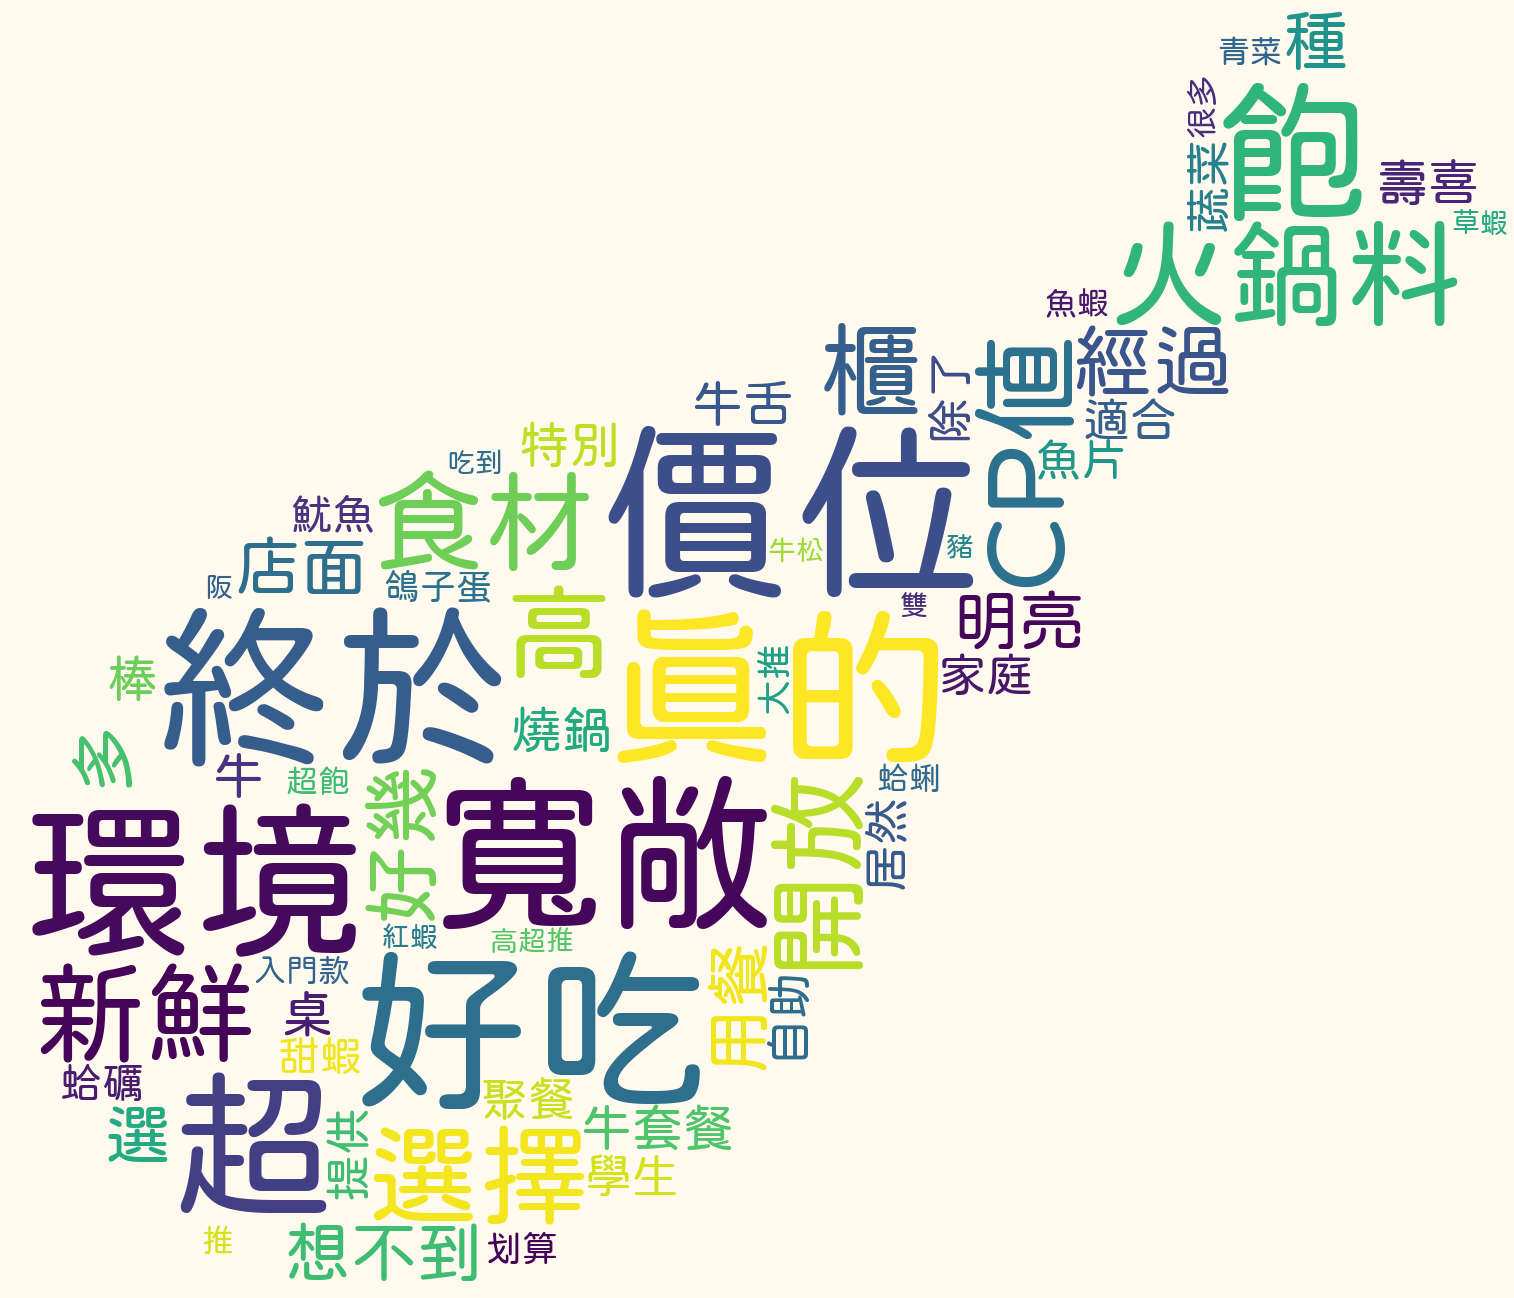 種
青菜
很多
飽
蔬菜
壽喜
草蝦
火鍋料
魚蝦
櫃
經過
CP值
除了
牛舌
適合
特別
價位
魚片
吃到
食材
魷魚
店面
牛松
豬
阪
鴿子蛋
高
雙
明亮
終於
真的
大推
家庭
棒
燒鍋
多
牛
超飽
好幾
寬敞
開放
蛤蜊
居然
環境
紅蝦
高超推
用餐
自助
新鮮
入門款
好吃
桌
甜蝦
蛤礪
超
聚餐
選
提供
選擇
牛套餐
學生
推
想不到
划算